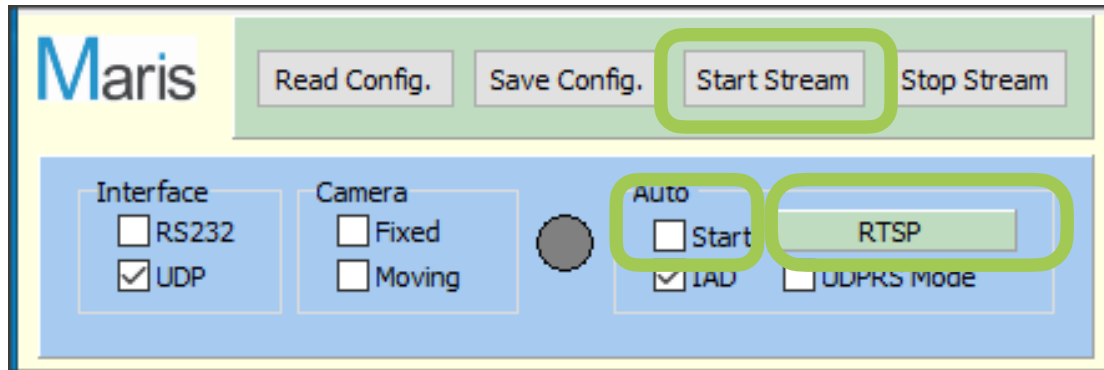 Maris
Read Config. Save Config. Start Stream Stop Stream
Interface Camera Auto
RS232 Fixed Start RTSP
UDP Moving IAD UDPRS Mode